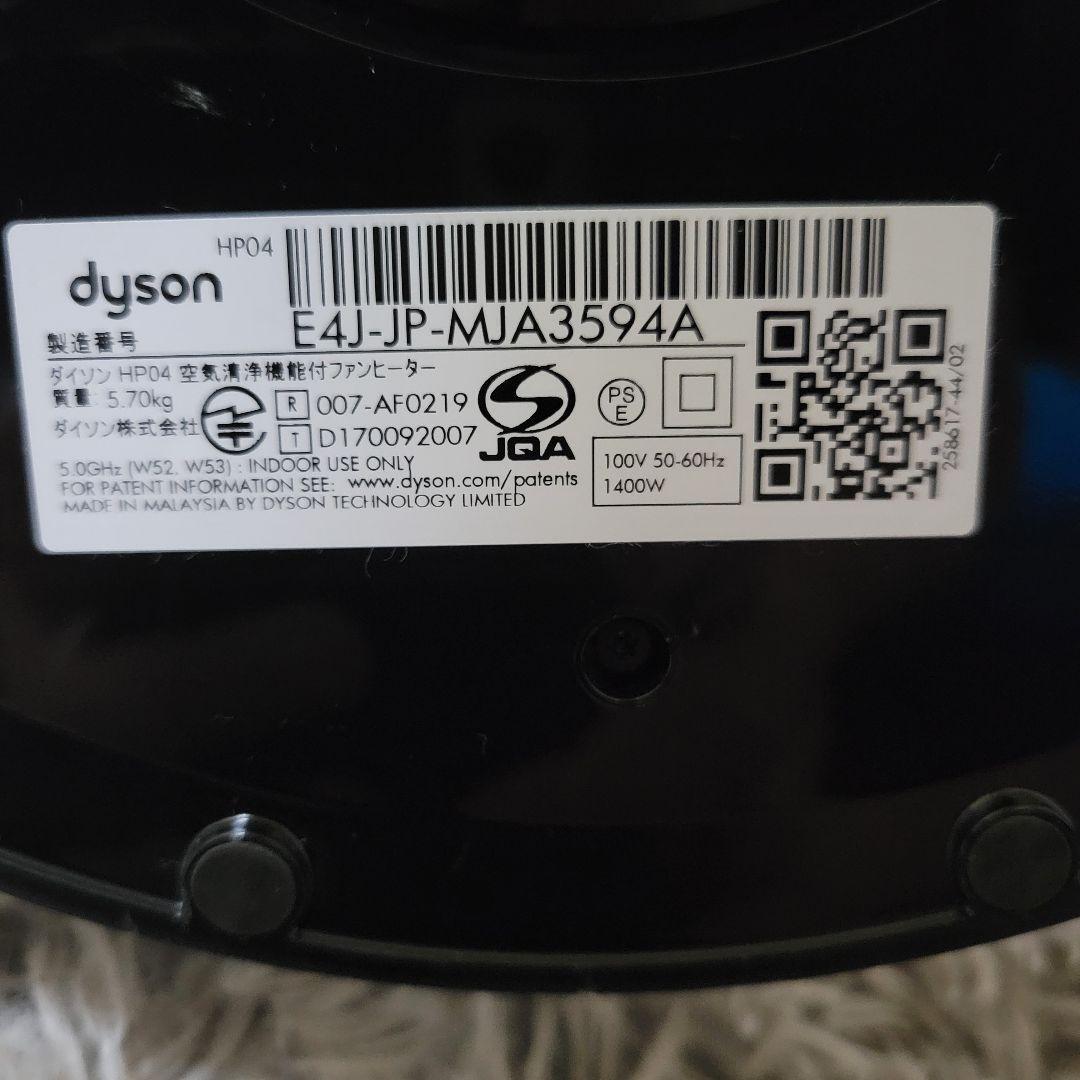 HP04
dyson
製造番号
E4J-JP-MJA3594A
ダイソン HP04 空気清浄機能付ファンヒーター
質量: 5.70kg
ダイソン株式会社
R 007-AF0219
T D170092007
JQA
PS
E
100V 50-60Hz
1400W
5.0GHz (W52. W53) : INDOOR USE ONLY
FOR PATENT INFORMATION SEE: www.dyson.com/patents
MADE IN MALAYSIA BY DYSON TECHNOLOGY LIMITED
258617-44/02